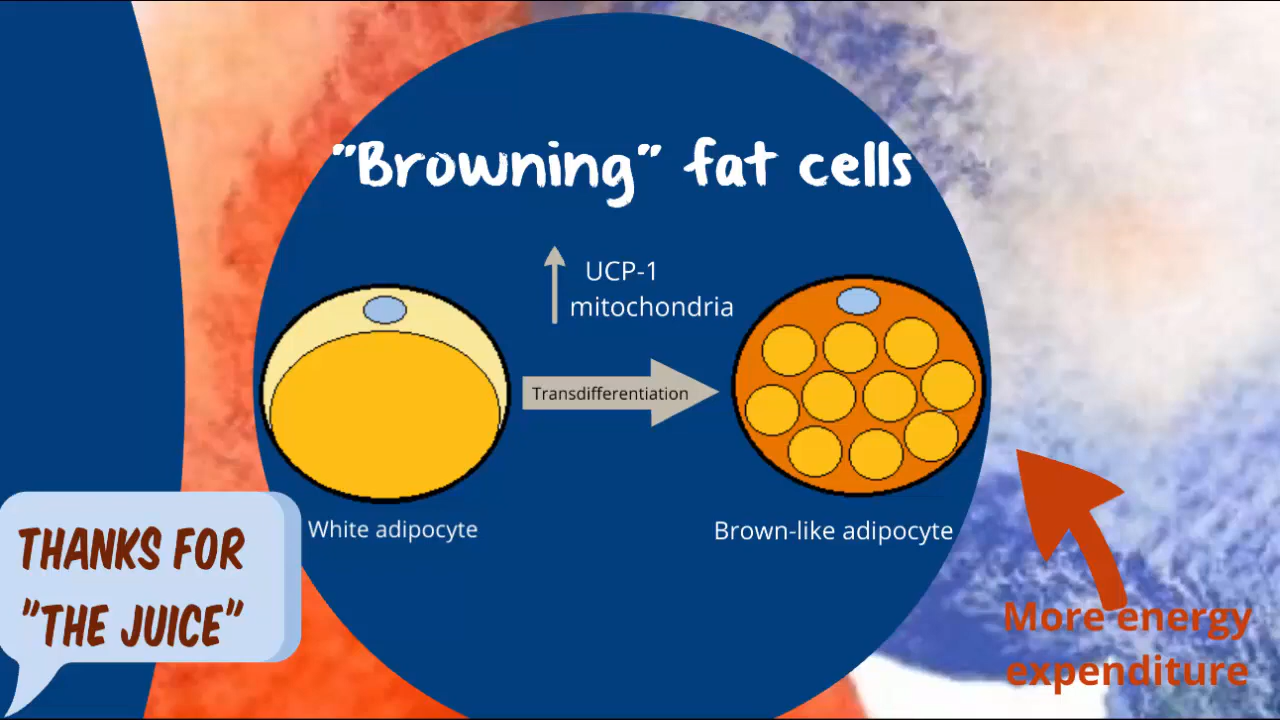 "Browning" fat cells
UCP-1
mitochondria
Transdifferentiation
White adipocyte
Brown-like adipocyte
THANKS FOR
"THE JUICE"
More energy
expenditure